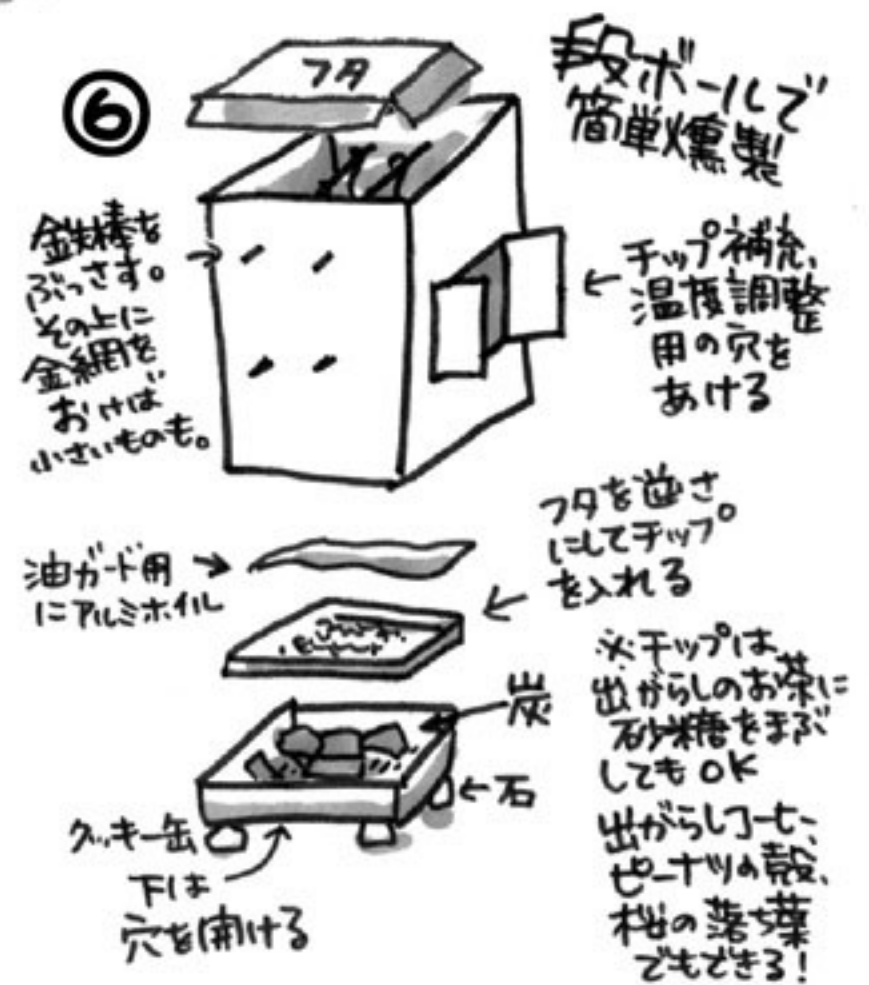 ⑥
段ボールで
簡単燻製
フタ
鉄棒を
ぶっさす。
その上に
金網を
おけば
小さいものも。
チップ補充、
温度調整
用の穴を
あける
油ガード用
にアルミホイル
フタを逆さ
にしてチップ
を入れる
炭
石
クッキー缶
下は
穴を開ける
※チップは
出がらしのお茶に
砂糖をまぶ
してもOK
出がらしコーヒー、
ピーナツの殻、
桜の落ち葉
でもできる!